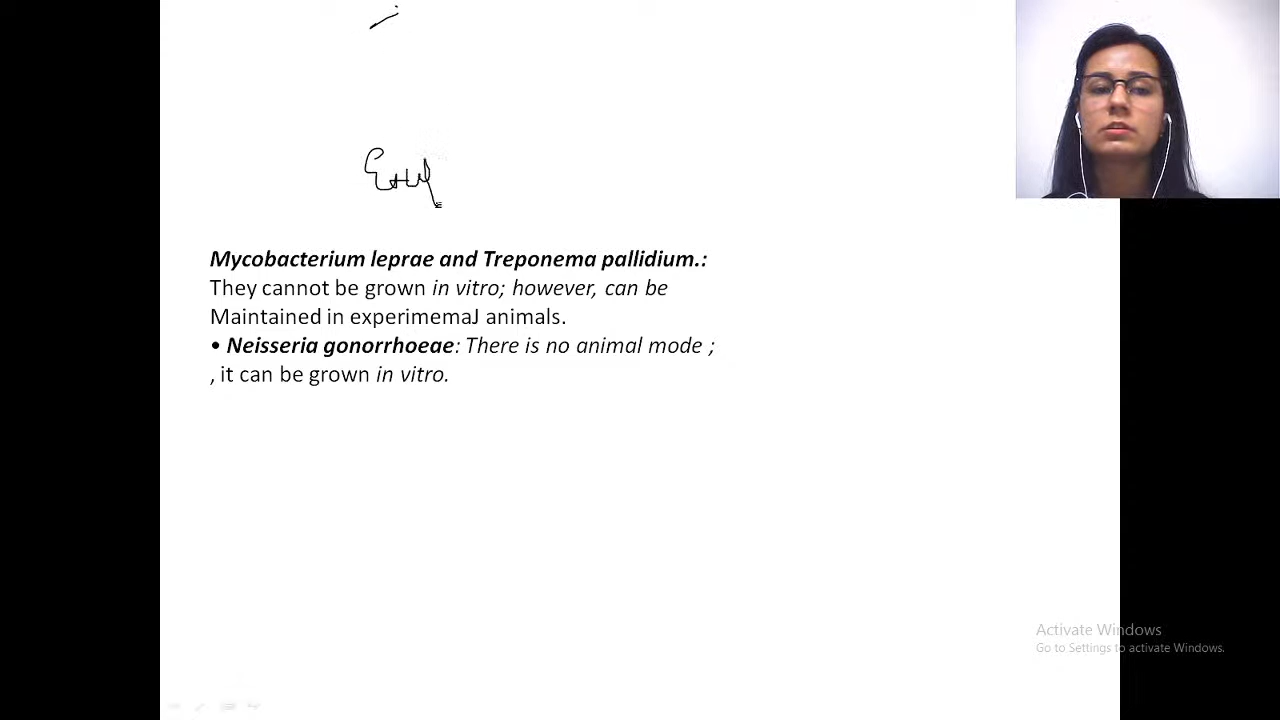 Mycobacterium leprae and Treponema pallidium.:
They cannot be grown in vitro; however, can be
Maintained in experimemaJ animals.
• Neisseria gonorrhoeae: There is no animal mode ;
, it can be grown in vitro.
Activate Windows
Go to Settings to activate Windows.